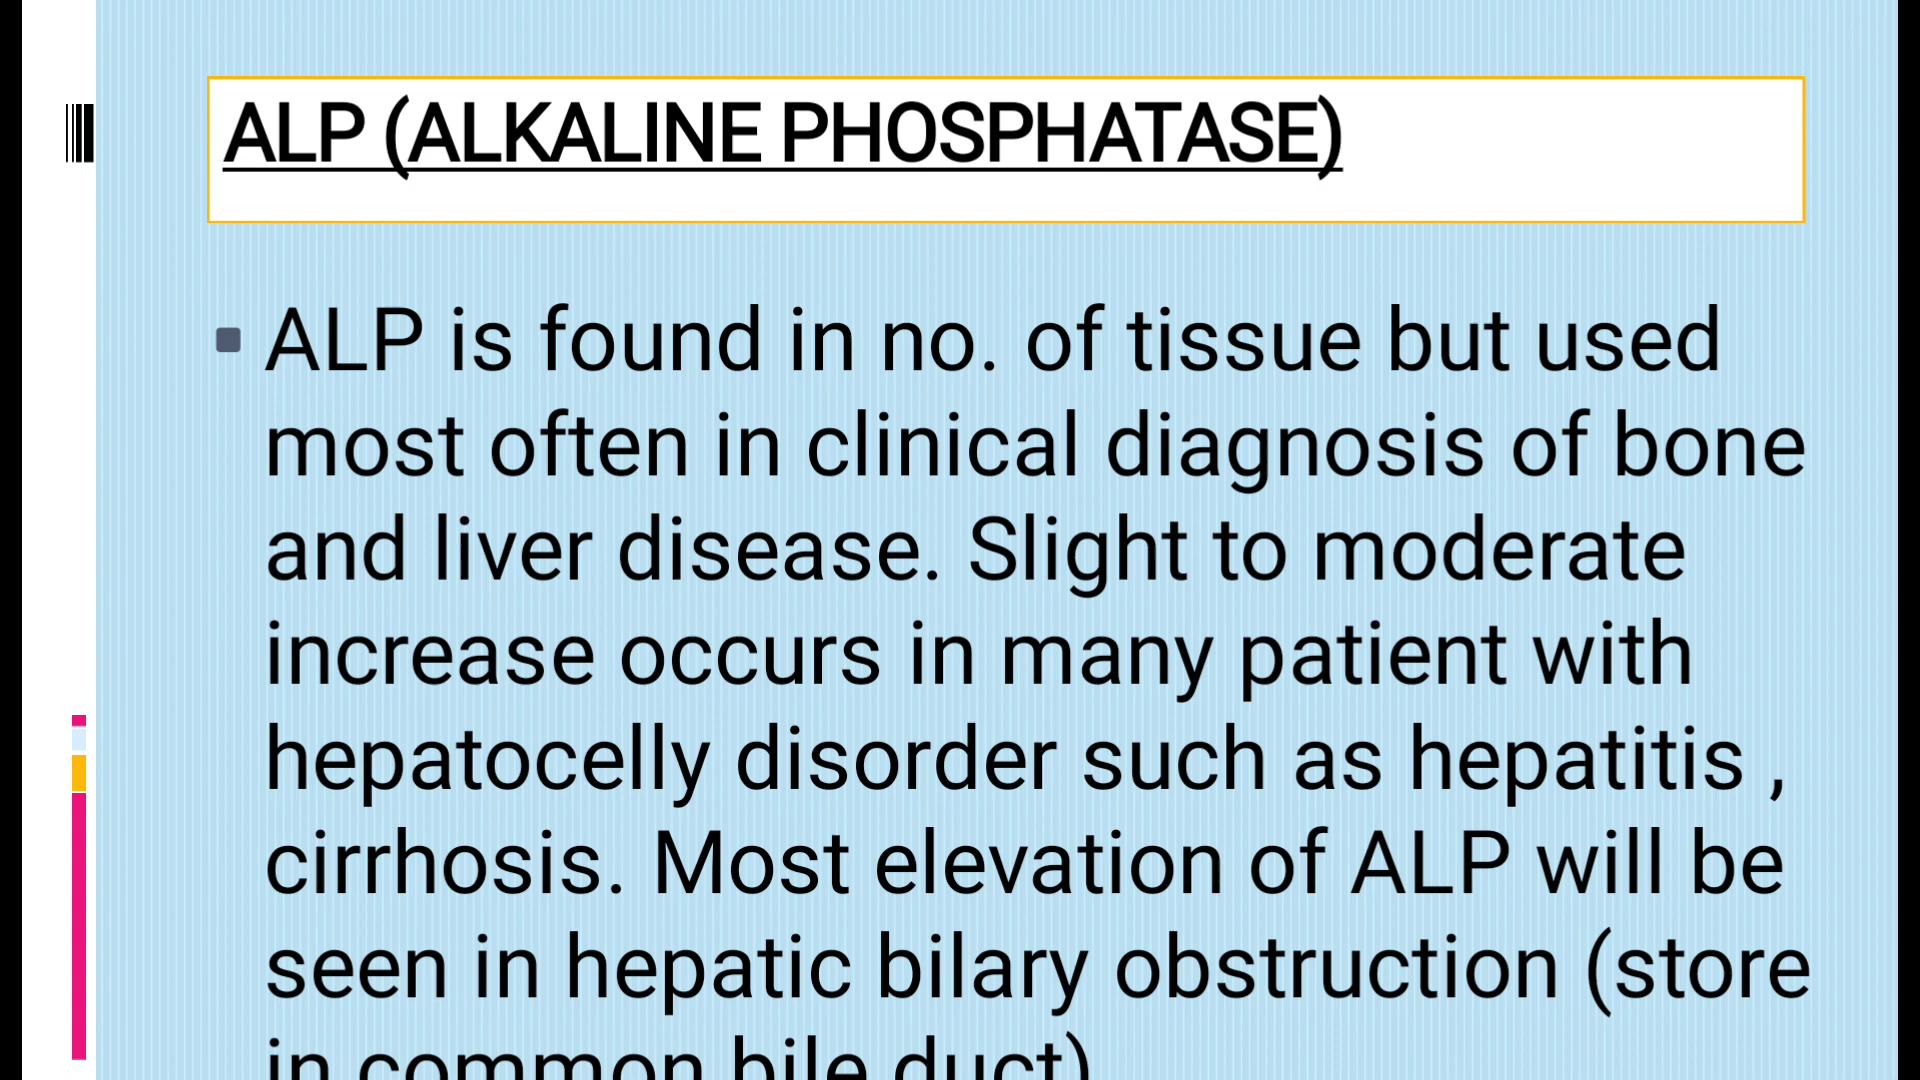 ALP (ALKALINE PHOSPHATASE)
ALP is found in no. of tissue but used
most often in clinical diagnosis of bone
and liver disease. Slight to moderate
increase occurs in many patient with
hepatocelly disorder such as hepatitis ,
cirrhosis. Most elevation of ALP will be
seen in hepatic bilary obstruction (store
in common bile duct)